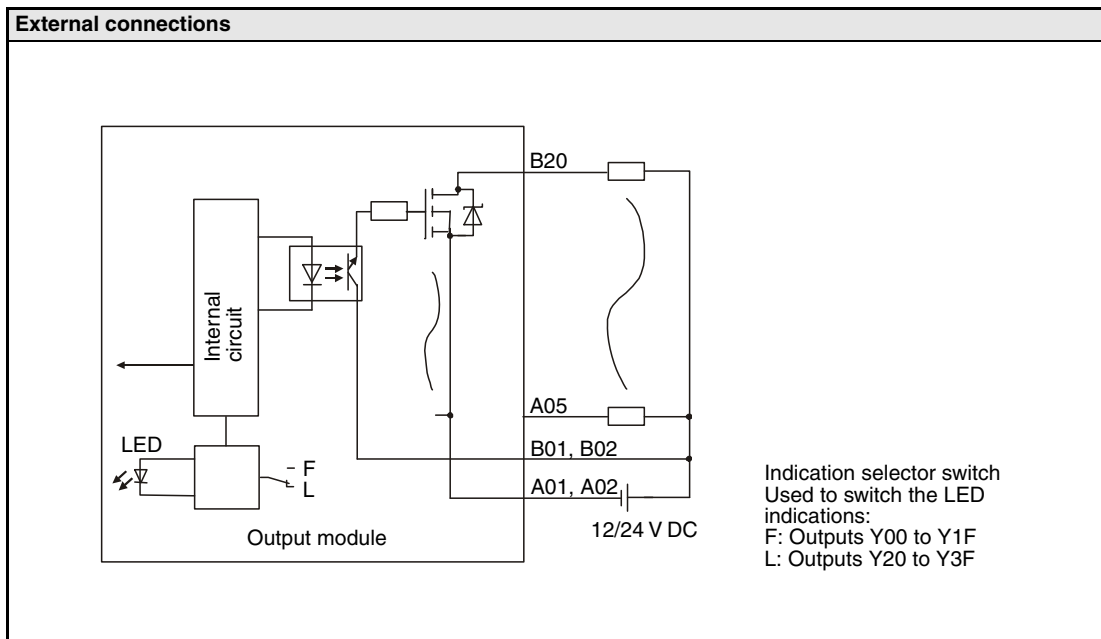 External connections
B20
Internal
circuit
A05
LED
B01, B02
F
L
A01, A02
12/24 V DC
Output module
Indication selector switch
Used to switch the LED
indications:
F: Outputs Y00 to Y1F
L: Outputs Y20 to Y3F